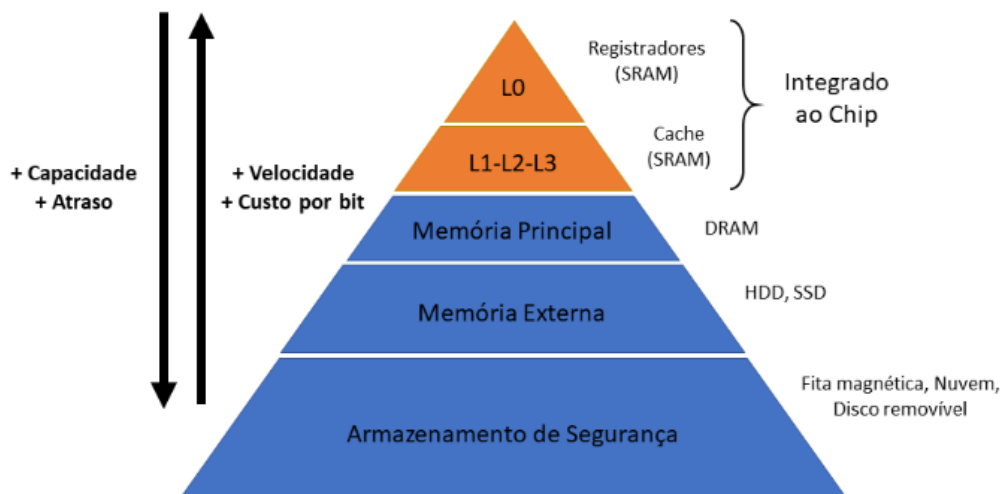 + Capacidade
+ Atraso
+ Velocidade
+ Custo por bit
L0
Registradores
(SRAM)
L1-L2-L3
Cache
(SRAM)
Integrado
ao Chip
Memória Principal
DRAM
Memória Externa
HDD, SSD
Armazenamento de Segurança
Fita magnética, Nuvem,
Disco removível